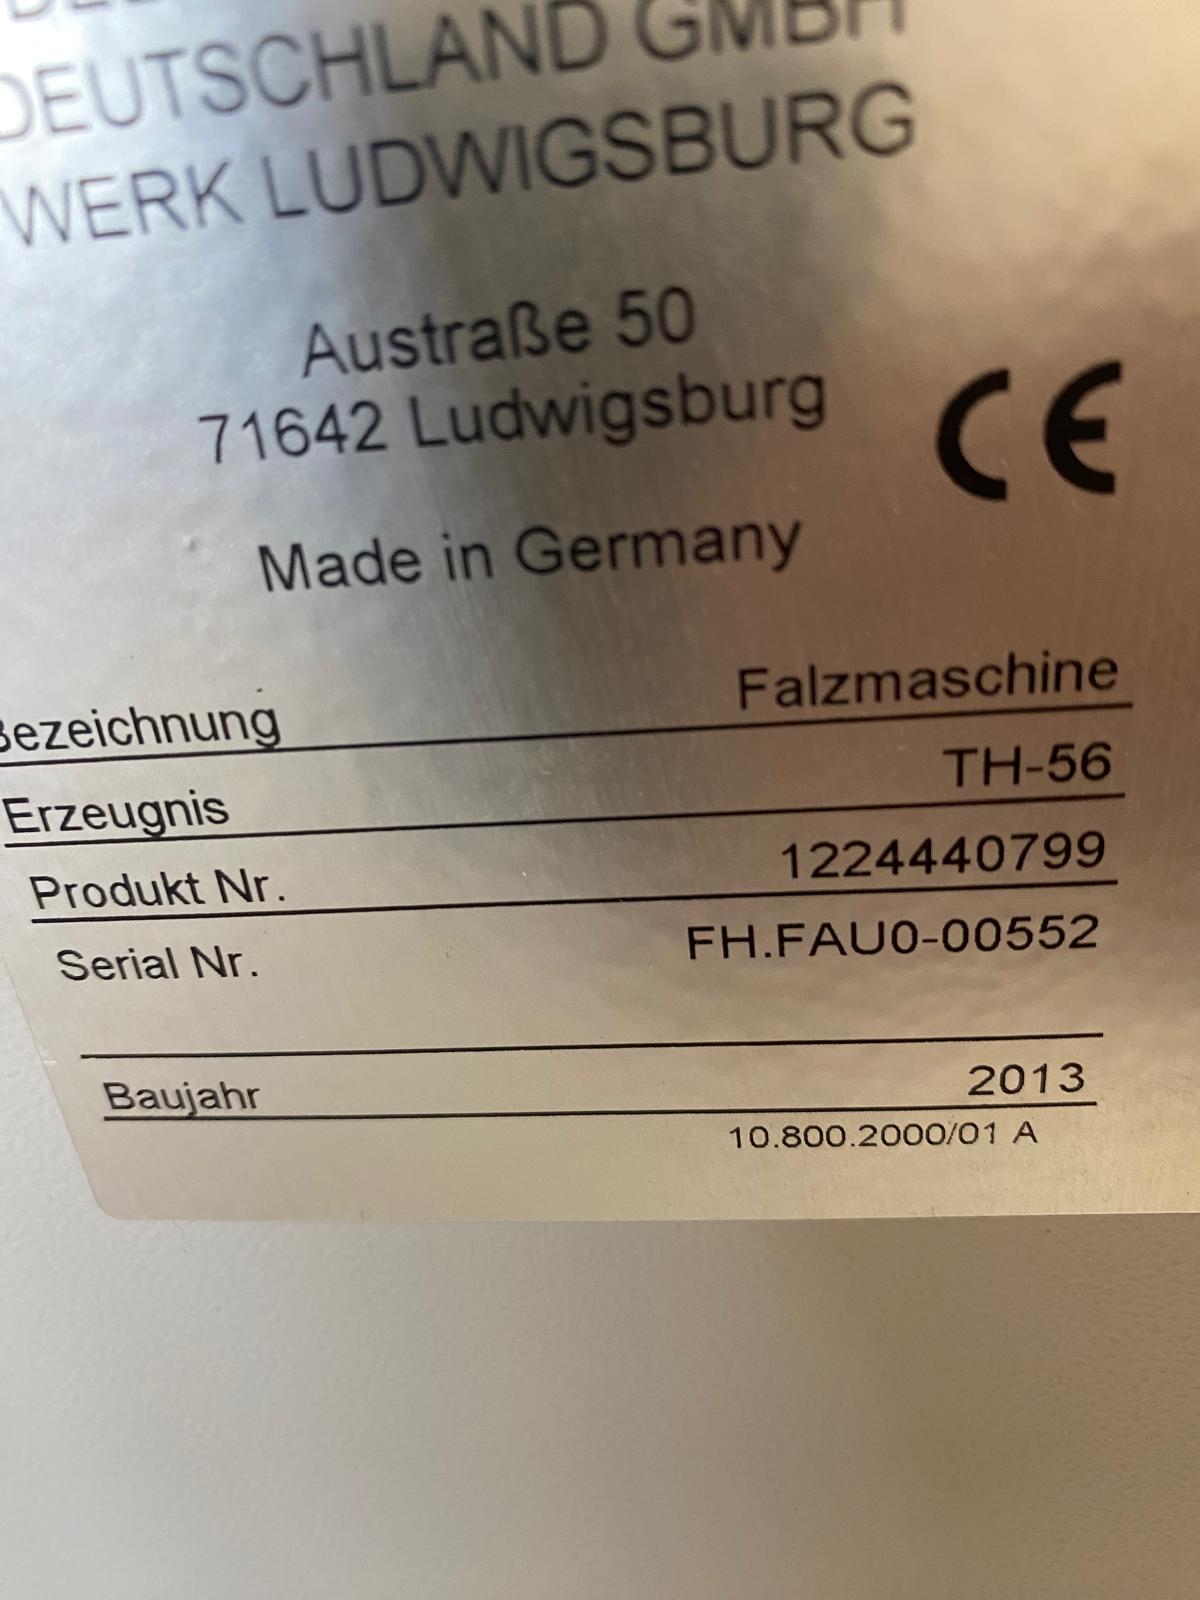 DEUTSCHLAND GMBH
WERK LUDWIGSBURG
Austraße 50
71642 Ludwigsburg
CE
Made in Germany
Bezeichnung Falzmaschine
Erzeugnis TH-56
Produkt Nr. 1224440799
Serial Nr. FH.FAU0-00552
Baujahr 2013
10.800.2000/01 A